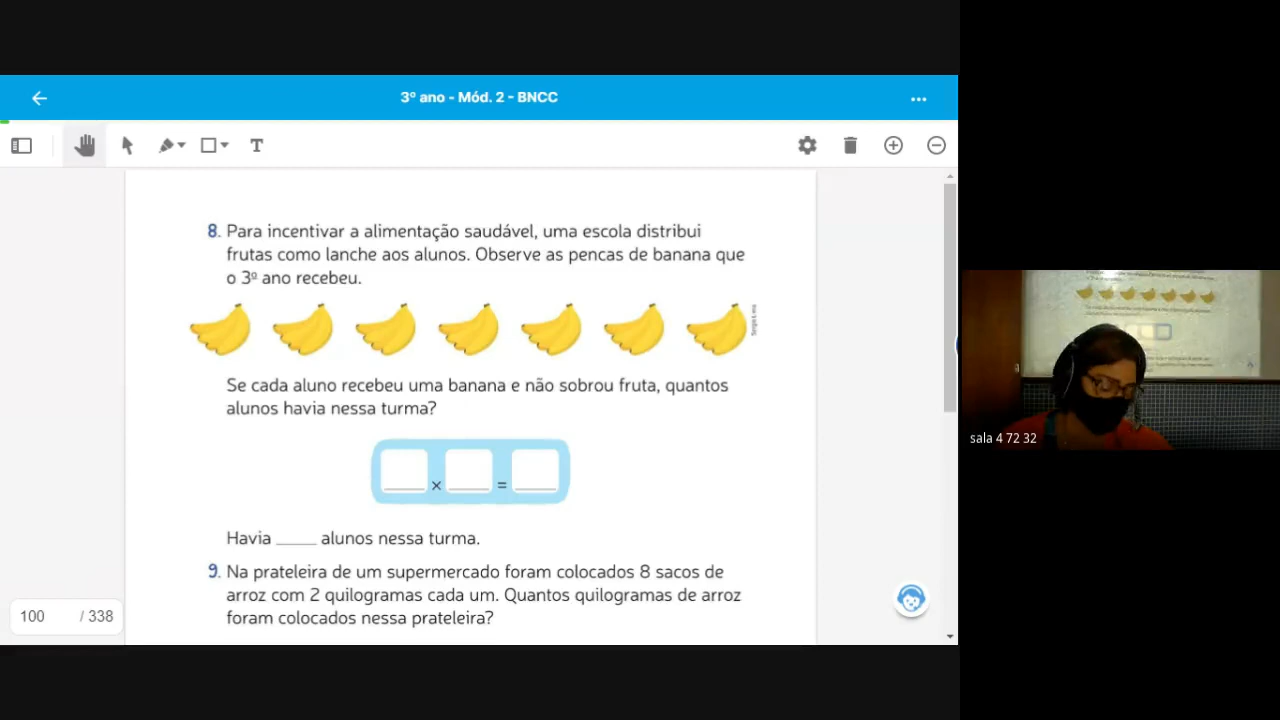 3º ano - Mód. 2 - BNCC
T
8. Para incentivar a alimentação saudável, uma escola distribui
frutas como lanche aos alunos. Observe as pencas de banana que
o 3º ano recebeu.
Se cada aluno recebeu uma banana e não sobrou fruta, quantos
alunos havia nessa turma?
____ × ____ = ____
Havia _____ alunos nessa turma.
9. Na prateleira de um supermercado foram colocados 8 sacos de
arroz com 2 quilogramas cada um. Quantos quilogramas de arroz
foram colocados nessa prateleira?
100 / 338
sala 4 72 32